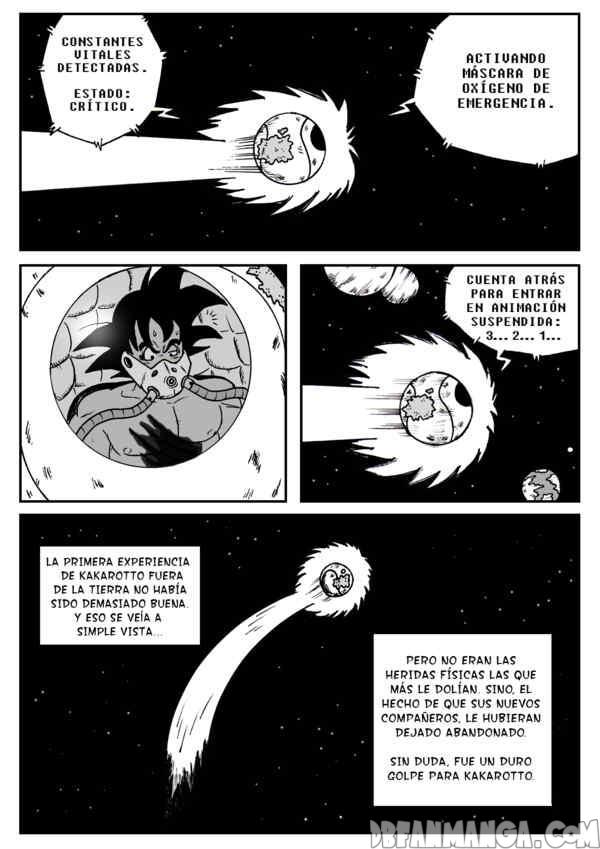 CONSTANTES
VITALES
DETECTADAS.
ESTADO:
CRÍTICO.
ACTIVANDO
MÁSCARA DE
OXÍGENO DE
EMERGENCIA.
CUENTA ATRÁS
PARA ENTRAR
EN ANIMACIÓN
SUSPENDIDA:
3... 2... 1...
LA PRIMERA EXPERIENCIA
DE KAKAROTTO FUERA
DE LA TIERRA NO HABÍA
SIDO DEMASIADO BUENA.
Y ESO SE VEÍA A
SIMPLE VISTA...
PERO NO ERAN LAS
HERIDAS FÍSICAS LAS QUE
MÁS LE DOLÍAN. SINO, EL
HECHO DE QUE SUS NUEVOS
COMPAÑEROS, LE HUBIERAN
DEJADO ABANDONADO.
SIN DUDA, FUE UN DURO
GOLPE PARA KAKAROTTO.
DBFANMANGA.COM